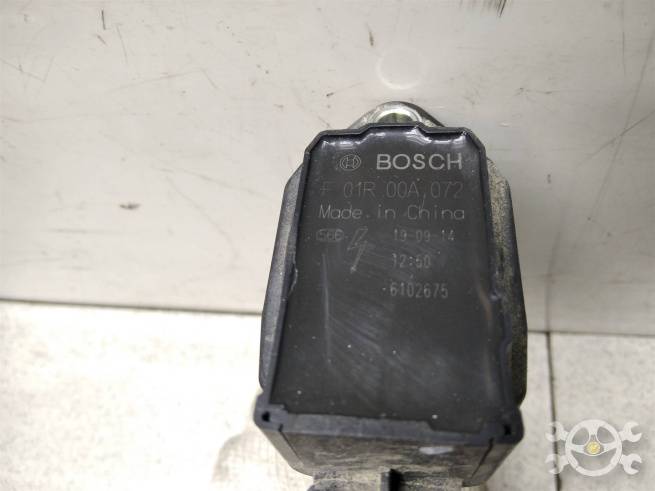 BOSCH
F 01R 00A 072
Made in China
19-09-14
12:50
6102675